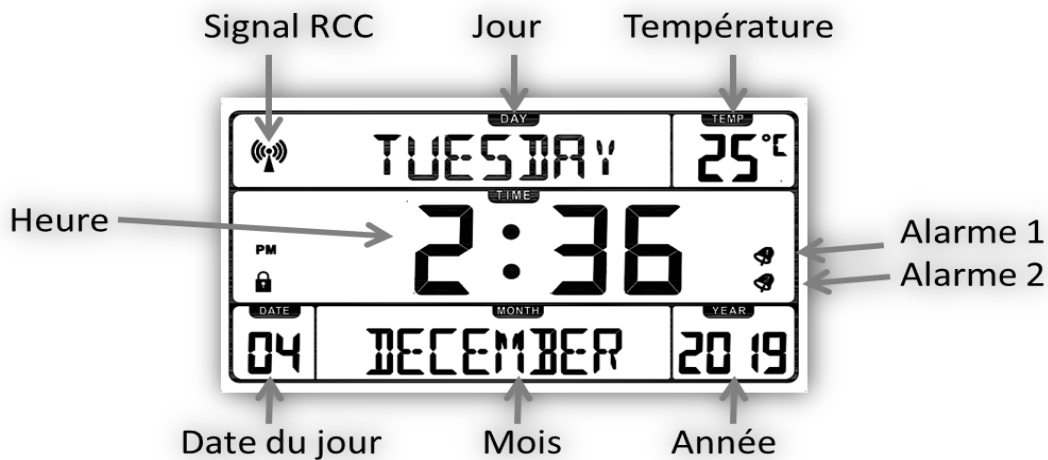 Signal RCC Jour Température
DAY TEMP
TUESDAY 25°C
TIME
Heure
2:36
PM
Alarme 1
Alarme 2
DATE MONTH YEAR
04 DECEMBER 2019
Date du jour Mois Année